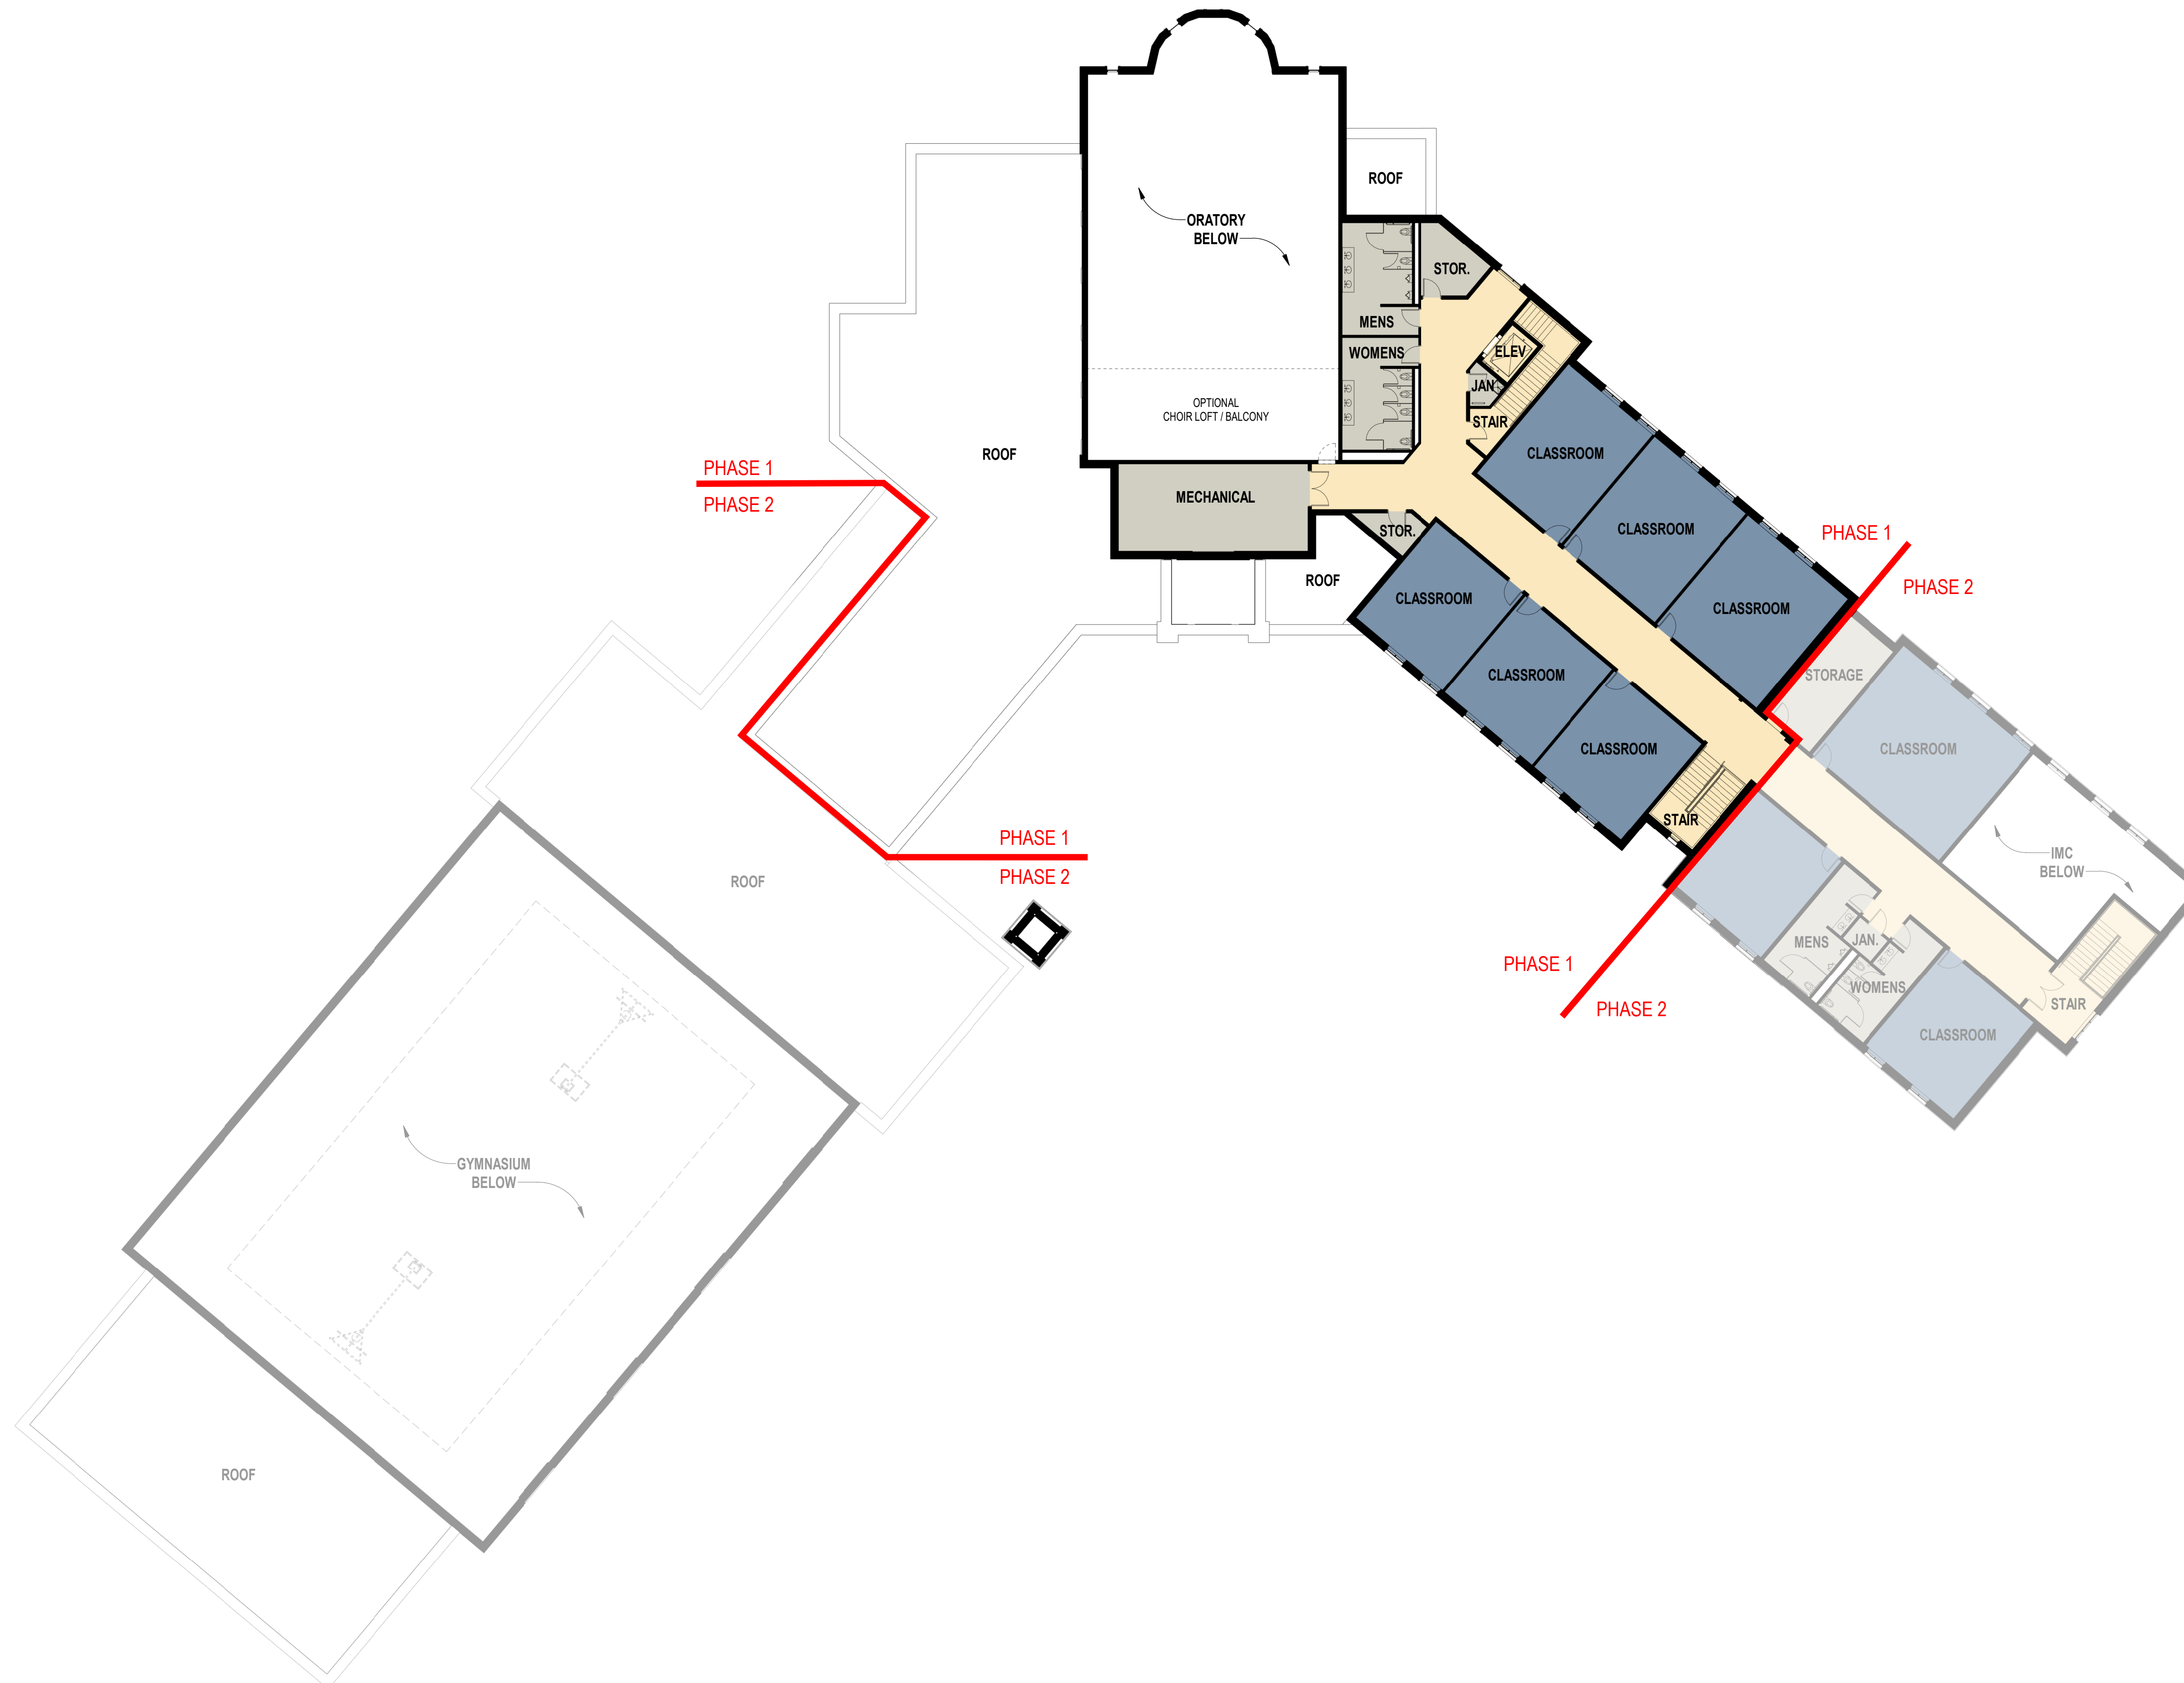 ROOF
ORATORY
BELOW
STOR.
MENS
WOMENS
ELEV
JAN
STAIR
OPTIONAL
CHOIR LOFT / BALCONY
ROOF
CLASSROOM
PHASE 1
PHASE 2
MECHANICAL
STOR.
CLASSROOM
PHASE 1
PHASE 2
ROOF
CLASSROOM
CLASSROOM
CLASSROOM
STORAGE
CLASSROOM
CLASSROOM
STAIR
PHASE 1
PHASE 2
ROOF
IMC
BELOW
MENS
JAN.
WOMENS
STAIR
CLASSROOM
PHASE 1
PHASE 2
GYMNASIUM
BELOW
ROOF